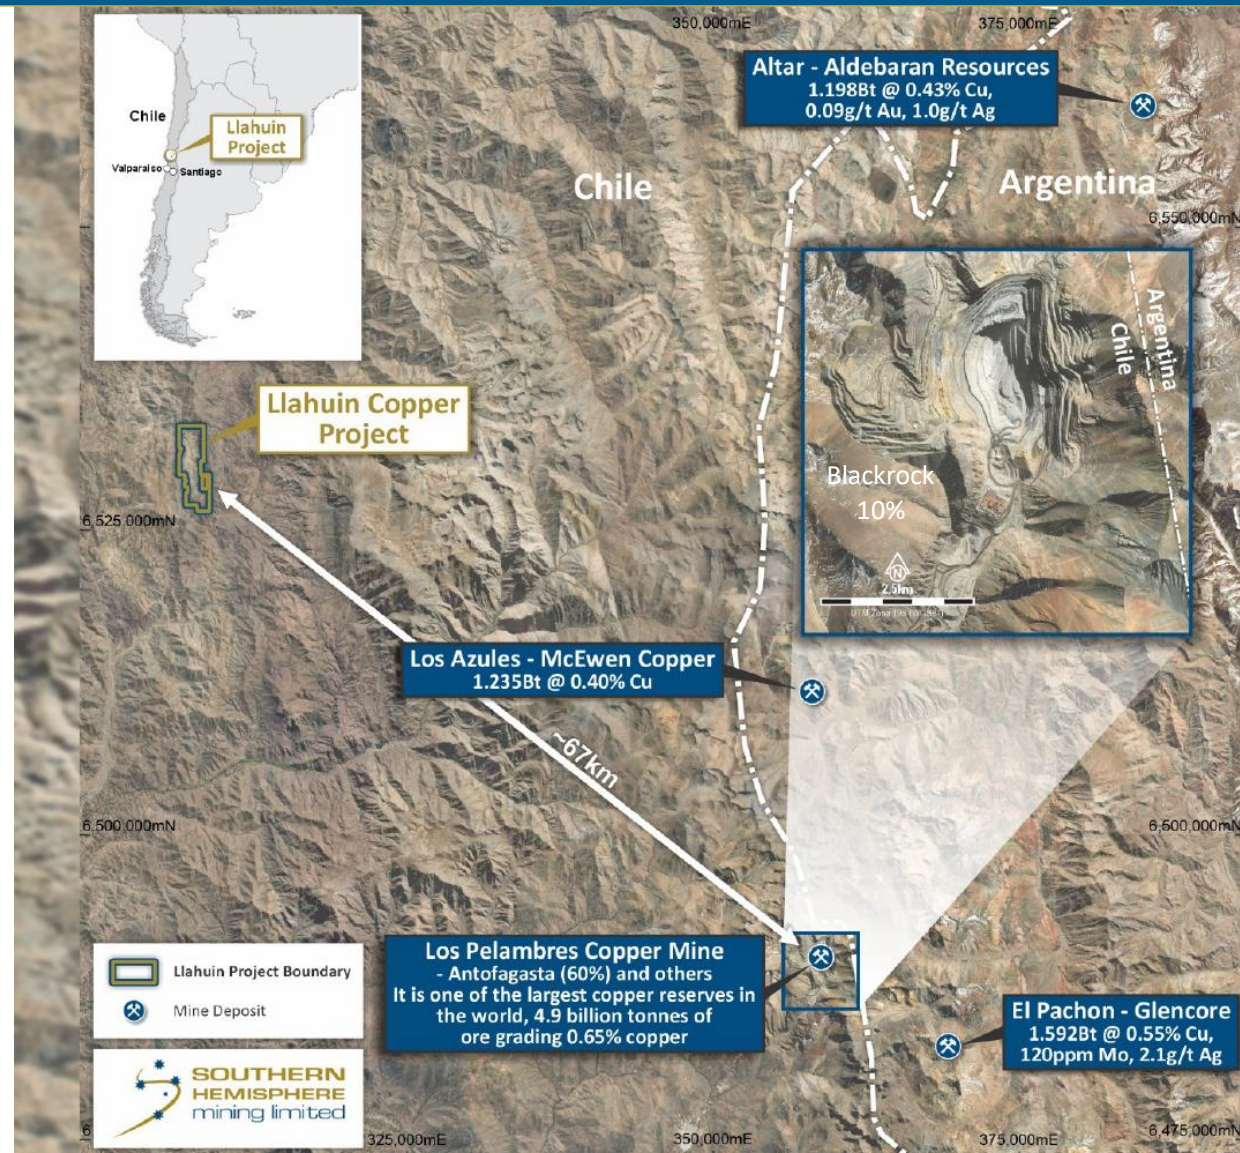 350,000mE
375,000mE
Altar - Aldebaran Resources
1.198Bt @ 0.43% Cu,
0.09g/t Au, 1.0g/t Ag
Chile
Llahuin
Project
Valparaiso
Santiago
Chile
Argentina
6,550,000mN
Argentina
Chile
Llahuin Copper
Project
6,525,000mN
Blackrock
10%
N
2.5km
Los Azules - McEwen Copper
1.235Bt @ 0.40% Cu
~67km
6,500,000mN
6,500,000mN
Los Pelambres Copper Mine
- Antofagasta (60%) and others
It is one of the largest copper reserves in
the world, 4.9 billion tonnes of
ore grading 0.65% copper
Llahuin Project Boundary
Mine Deposit
El Pachon - Glencore
1.592Bt @ 0.55% Cu,
120ppm Mo, 2.1g/t Ag
SOUTHERN
HEMISPHERE
mining limited
6
325,000mE
350,000mE
375,000mE
6,475,000mN